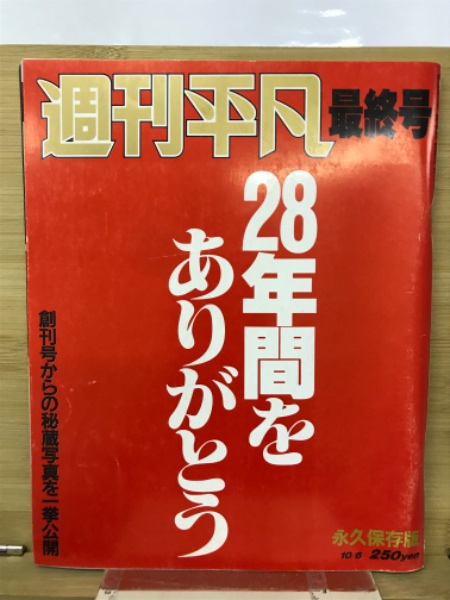 週刊平凡
最終号
28年間を
ありがとう
創刊号からの秘蔵写真を一挙公開
永久保存版
10・6 250yen